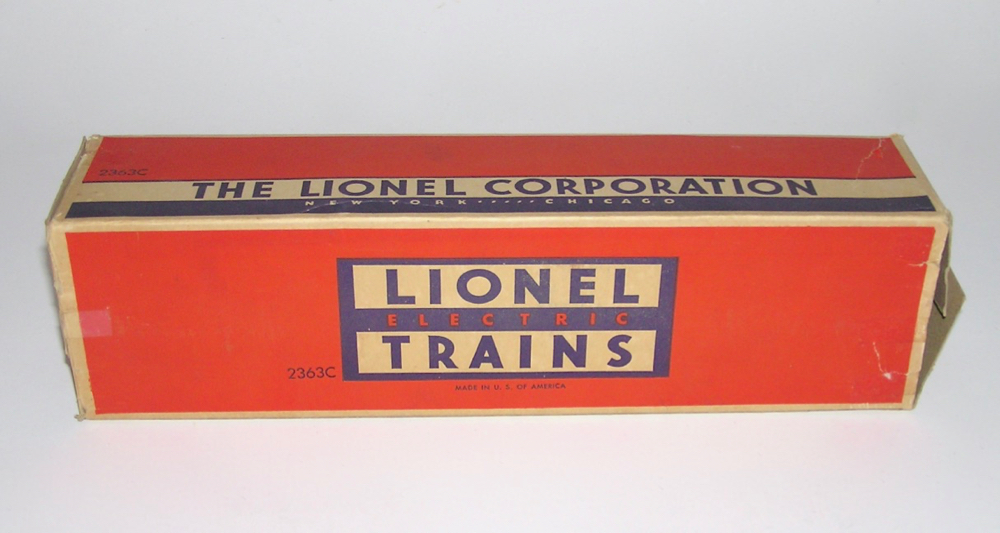 2363C
THE LIONEL CORPORATION
NEW YORK ····· CHICAGO
LIONEL
ELECTRIC
TRAINS
2363C
MADE IN U. S. OF AMERICA